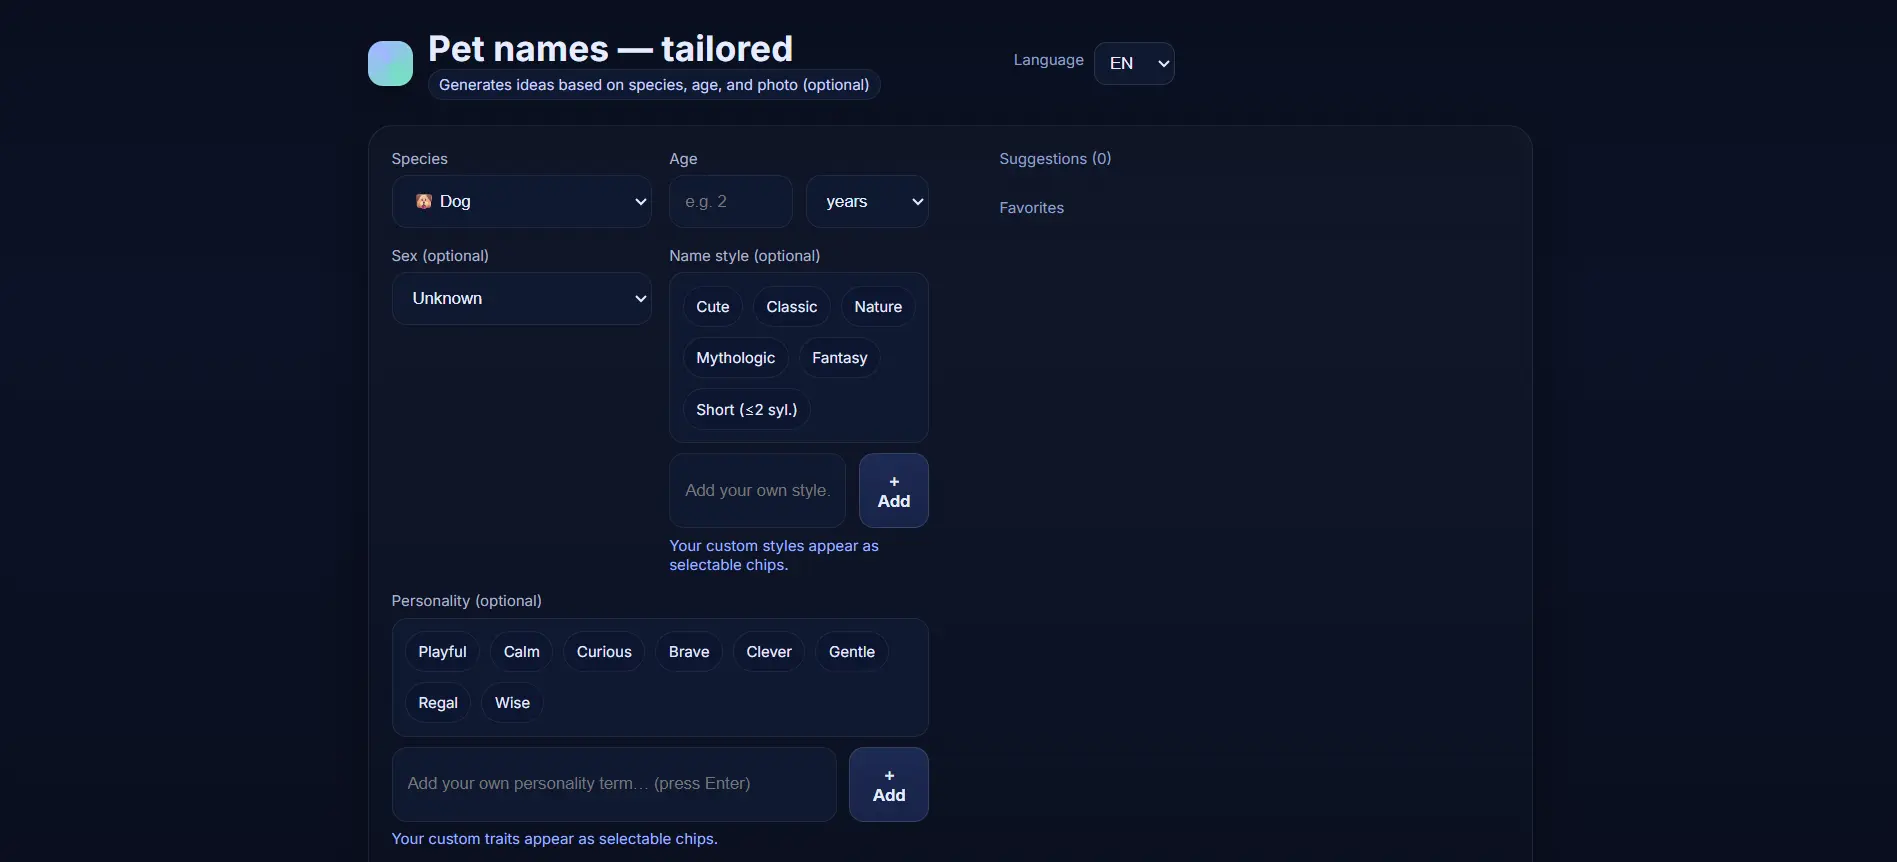 Pet names — tailored
Generates ideas based on species, age, and photo (optional)
Language
EN
Species
🐶 Dog
Age
e.g. 2
years
Sex (optional)
Unknown
Name style (optional)
Cute
Classic
Nature
Mythologic
Fantasy
Short (≤2 syl.)
Add your own style.
+
Add
Your custom styles appear as
selectable chips.
Personality (optional)
Playful
Calm
Curious
Brave
Clever
Gentle
Regal
Wise
Add your own personality term… (press Enter)
+
Add
Your custom traits appear as selectable chips.
Suggestions (0)
Favorites